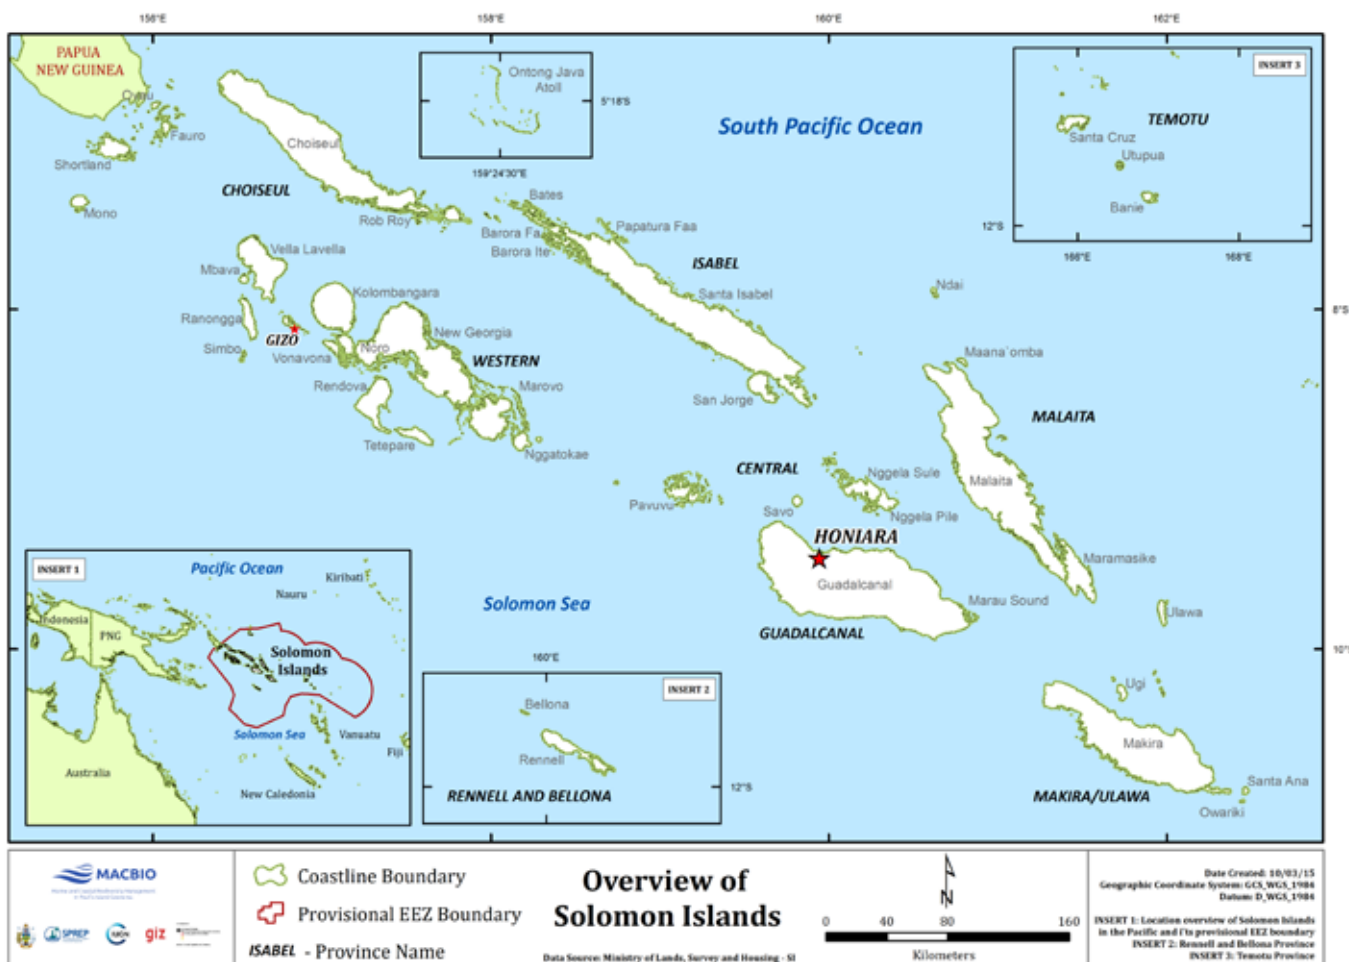 156°E
158°E
160°E
162°E
PAPUA
NEW GUINEA
Fauro
Shortland
Mono
Choiseul
CHOISEUL
Rob Roy
Ontong Java
Atoll
5°18'S
159°24'30"E
South Pacific Ocean
INSERT 3
TEMOTU
Santa Cruz
Utupua
Banie
12°S
166°E
168°E
Bates
Barora Fa
Barora Ite
Papatura Faa
ISABEL
Santa Isabel
San Jorge
Vella Lavella
Mbava
Ranongga
Simbo
GIZO
Kolombangara
Vonavona
Noro
New Georgia
WESTERN
Rendova
Marovo
Tetepare
Nggatokae
Ndai
8°S
Maana`omba
MALAITA
Malaita
Maramasike
CENTRAL
Nggela Sule
Nggela Pile
Pavuvu
Savo
HONIARA
Guadalcanal
Marau Sound
GUADALCANAL
Ulawa
Solomon Sea
10°S
Ugi
Makira
Santa Ana
Owariki
MAKIRA/ULAWA
INSERT 1
Pacific Ocean
Kiribati
Nauru
Indonesia
PNG
Solomon
Islands
Solomon Sea
Vanuatu
Fiji
Australia
New Caledonia
160°E
INSERT 2
Bellona
Rennell
12°S
RENNELL AND BELLONA
MACBIO
SPREP
IUCN
giz
Coastline Boundary
Provisional EEZ Boundary
ISABEL - Province Name
Overview of
Solomon Islands
Data Source: Ministry of Lands, Survey and Housing - SI
N
0 40 80 160
Kilometers
Date Created: 10/03/15
Geographic Coordinate System: GCS_WGS_1984
Datum: D_WGS_1984
INSERT 1: Location overview of Solomon Islands
in the Pacific and i'ts provisional EEZ boundary
INSERT 2: Rennell and Bellona Province
INSERT 3: Temotu Province